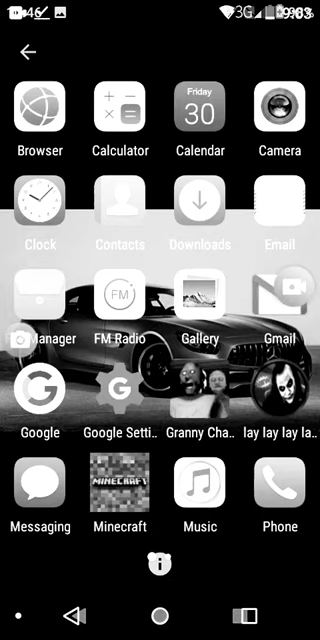 3G
Friday
30
Browser
Calculator
Calendar
Camera
Clock
Contacts
Downloads
Email
Manager
FM
FM Radio
Gallery
Gmail
G
G
Google
Google Setti..
Granny Cha..
lay lay lay la..
MINECRAFT
Messaging
Minecraft
Music
Phone